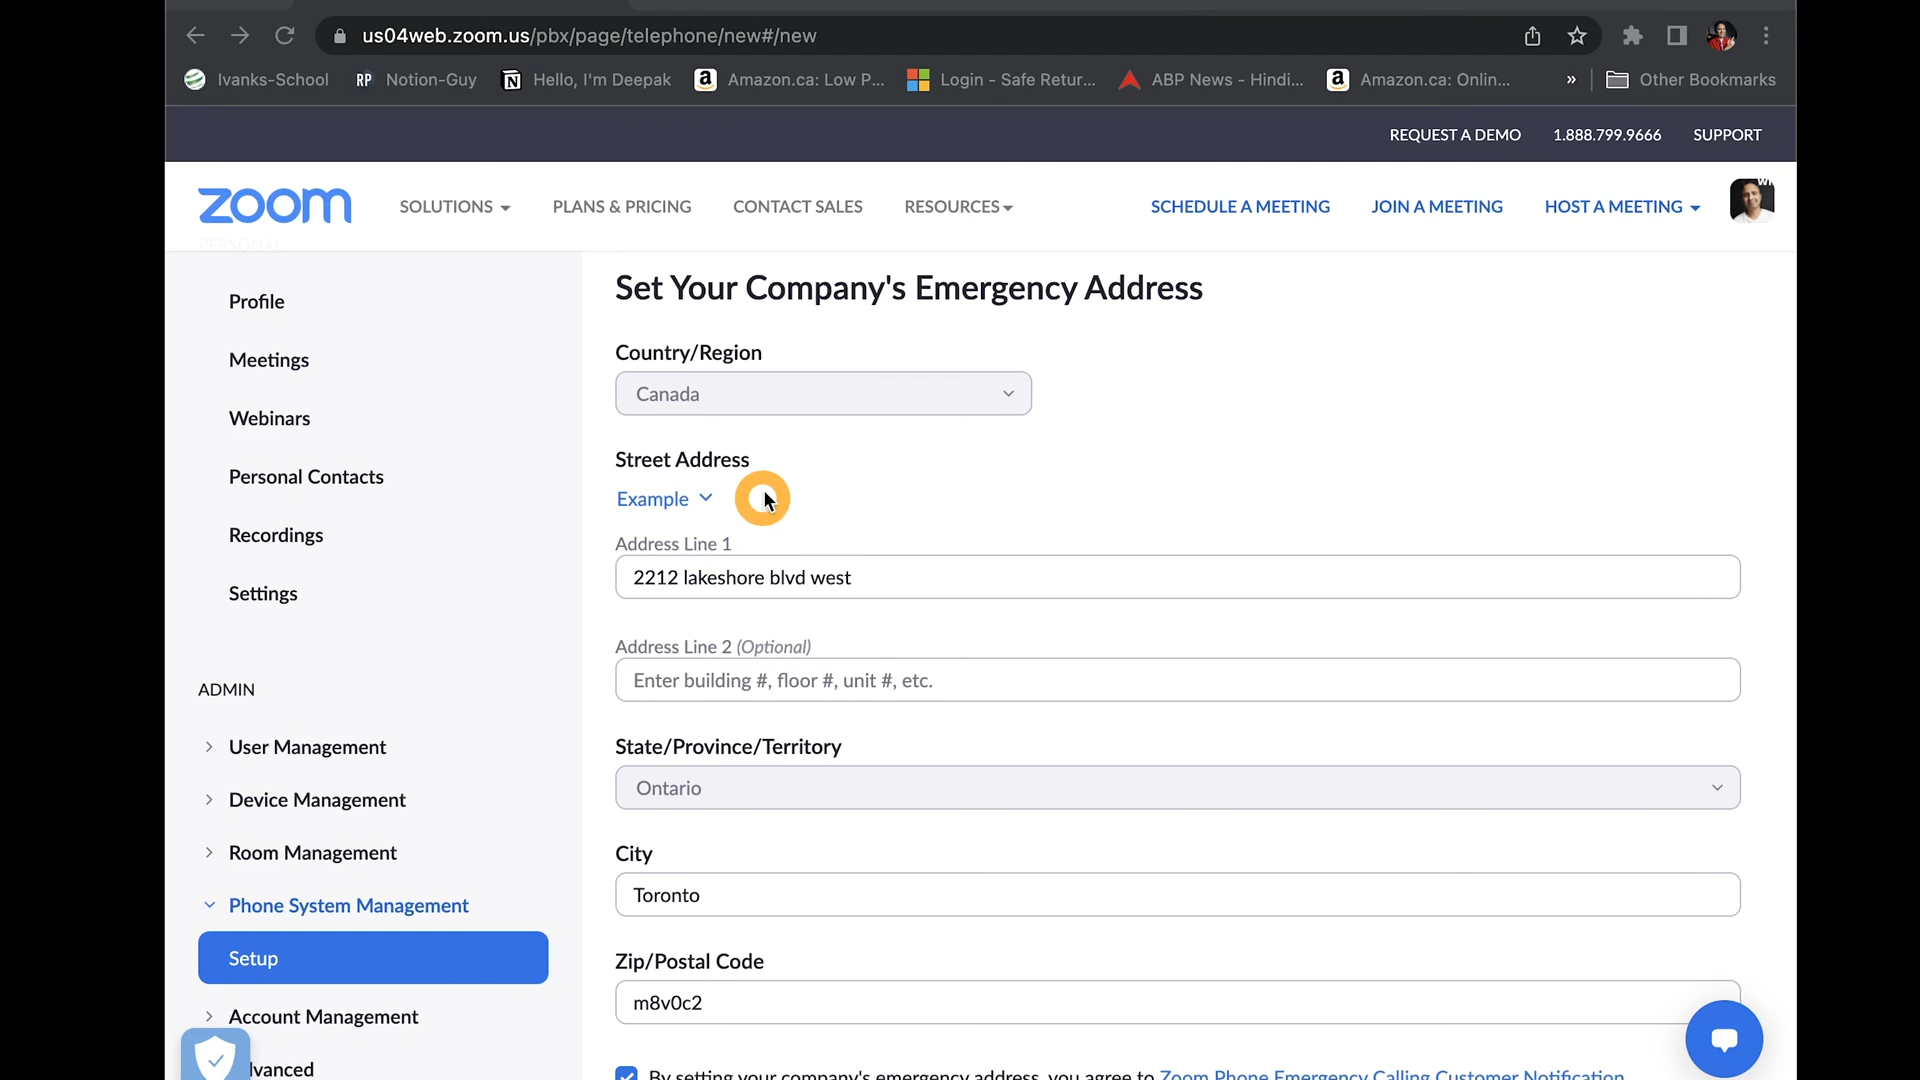 us04web.zoom.us/pbx/page/telephone/new#/new
Ivanks-School
RP Notion-Guy
Hello, I'm Deepak
a Amazon.ca: Low P...
Login - Safe Retur...
ABP News - Hindi...
a Amazon.ca: Onlin...
»
Other Bookmarks
REQUEST A DEMO
1.888.799.9666
SUPPORT
zoom
SOLUTIONS
PLANS & PRICING
CONTACT SALES
RESOURCES
SCHEDULE A MEETING
JOIN A MEETING
HOST A MEETING
PERSONAL
Profile
Meetings
Webinars
Personal Contacts
Recordings
Settings
ADMIN
User Management
Device Management
Room Management
Phone System Management
Setup
Account Management
Set Your Company's Emergency Address
Country/Region
Canada
Street Address
Example
Address Line 1
2212 lakeshore blvd west
Address Line 2 (Optional)
Enter building #, floor #, unit #, etc.
State/Province/Territory
Ontario
City
Toronto
Zip/Postal Code
m8v0c2
By setting your company's emergency address, you agree to Zoom Phone Emergency Calling Customer Notification